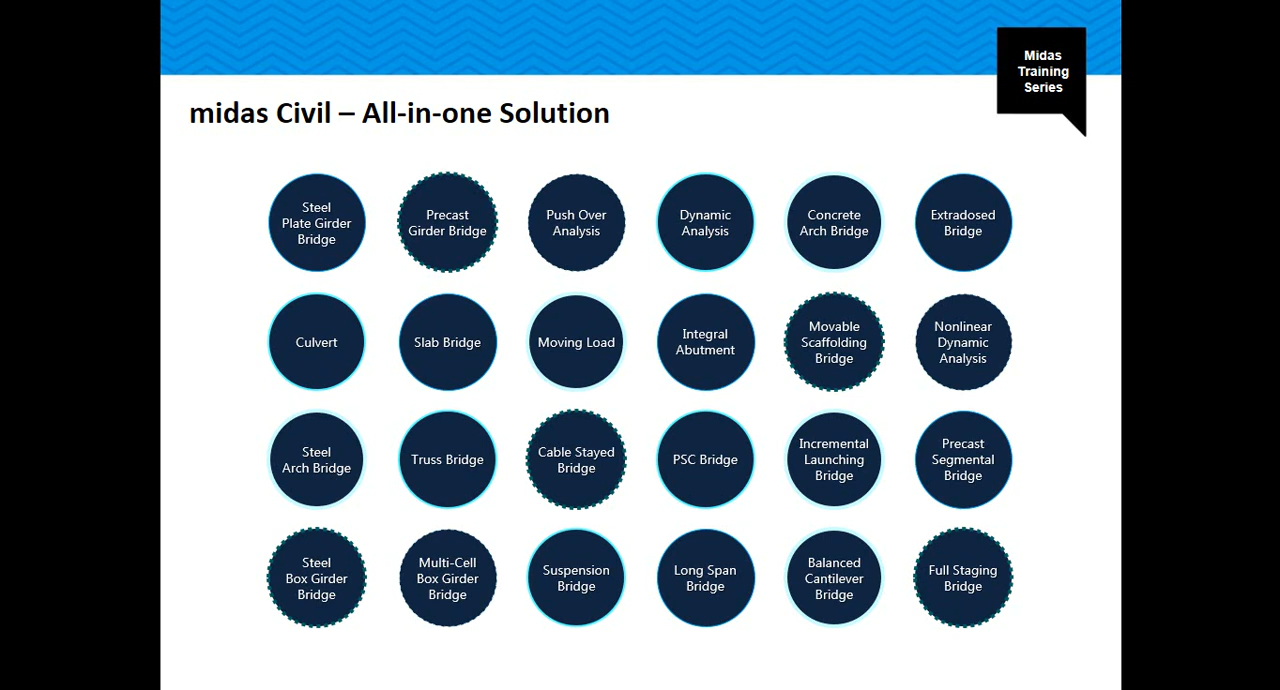 Midas
Training
Series
midas Civil – All-in-one Solution
Steel
Plate Girder
Bridge
Precast
Girder Bridge
Push Over
Analysis
Dynamic
Analysis
Concrete
Arch Bridge
Extradosed
Bridge
Culvert
Slab Bridge
Moving Load
Integral
Abutment
Movable
Scaffolding
Bridge
Nonlinear
Dynamic
Analysis
Steel
Arch Bridge
Truss Bridge
Cable Stayed
Bridge
PSC Bridge
Incremental
Launching
Bridge
Precast
Segmental
Bridge
Steel
Box Girder
Bridge
Multi-Cell
Box Girder
Bridge
Suspension
Bridge
Long Span
Bridge
Balanced
Cantilever
Bridge
Full Staging
Bridge